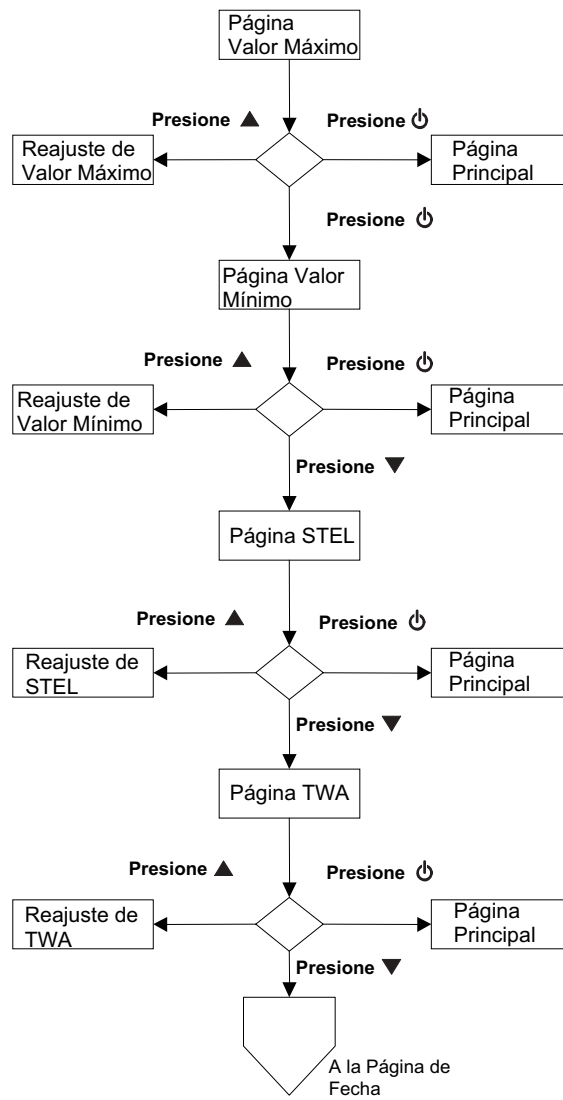 Página
Valor Máximo
Presione ▲
Presione ⏻
Reajuste de
Valor Máximo
Página
Principal
Presione ⏻
Página Valor
Mínimo
Presione ▲
Presione ⏻
Reajuste de
Valor Mínimo
Página
Principal
Presione ▼
Página STEL
Presione ▲
Presione ⏻
Reajuste de
STEL
Página
Principal
Presione ▼
Página TWA
Presione ▲
Presione ⏻
Reajuste de
TWA
Página
Principal
Presione ▼
A la Página de
Fecha